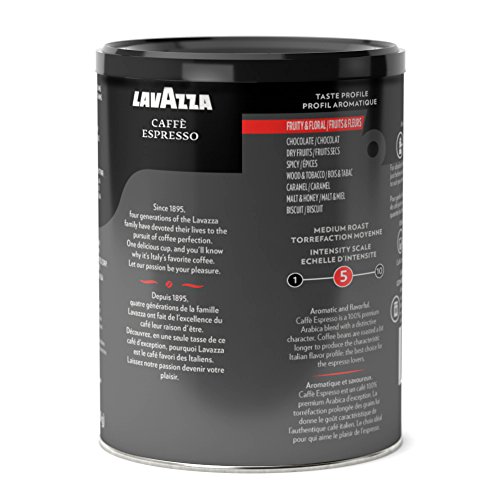 LAVAZZA
CAFFÈ
ESPRESSO
Since 1895,
four generations of the Lavazza
family have devoted their lives to the
pursuit of coffee perfection.
One delicious cup, and you'll know
why it's Italy's favorite coffee.
Let our passion be your pleasure.
Depuis 1895,
quatre générations de la famille
Lavazza ont fait de l'excellence du
café leur raison d'être.
Découvrez, en une seule tasse de ce
café d'exception, pourquoi Lavazza
est le café favori des Italiens.
Laissez notre passion devenir votre
plaisir.
TASTE PROFILE
PROFIL AROMATIQUE
FRUITY & FLORAL / FRUITS & FLEURS
CHOCOLATE / CHOCOLAT
DRY FRUITS / FRUITS SECS
SPICY / ÉPICES
WOOD & TOBACCO / BOIS & TABAC
CARAMEL / CARAMEL
MALT & HONEY / MALT & MIEL
BISCUIT / BISCUIT
MEDIUM ROAST
TORREFACTION MOYENNE
INTENSITY SCALE
ECHELLE D'INTENSITE
1 5 10
Aromatic and flavorful.
Caffè Espresso is a 100% premium
Arabica blend with a distinctive
character. Coffee beans are roasted a bit
longer to produce the characteristic
Italian flavor profile: the best choice for
the espresso lovers.
Aromatique et savoureux.
Caffè Espresso est un café 100%
premium Arabica d'exception. La
torréfaction prolongée des grains fait
donne le goût caractéristique de
l'authentique café italien. Le choix idéal
pour qui aime le plaisir de l'espresso.